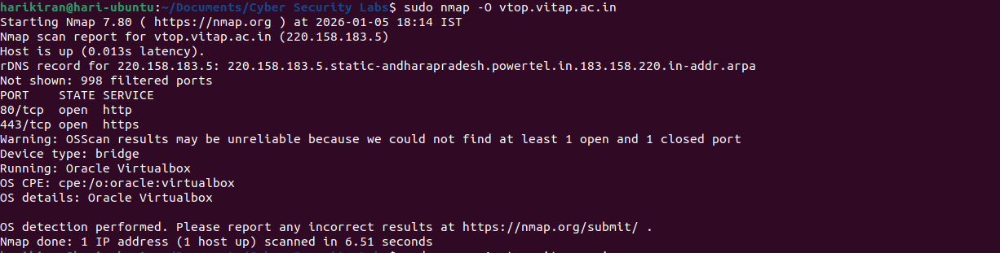 harikiran@hari-ubuntu:~/Documents/Cyber Security Labs$ sudo nmap -O vtop.vitap.ac.in
Starting Nmap 7.80 ( https://nmap.org ) at 2026-01-05 18:14 IST
Nmap scan report for vtop.vitap.ac.in (220.158.183.5)
Host is up (0.013s latency).
rDNS record for 220.158.183.5: 220.158.183.5.static-andharapradesh.powertel.in.183.158.220.in-addr.arpa
Not shown: 998 filtered ports
PORT    STATE SERVICE
80/tcp  open  http
443/tcp open  https
Warning: OSScan results may be unreliable because we could not find at least 1 open and 1 closed port
Device type: bridge
Running: Oracle Virtualbox
OS CPE: cpe:/o:oracle:virtualbox
OS details: Oracle Virtualbox
OS detection performed. Please report any incorrect results at https://nmap.org/submit/ .
Nmap done: 1 IP address (1 host up) scanned in 6.51 seconds